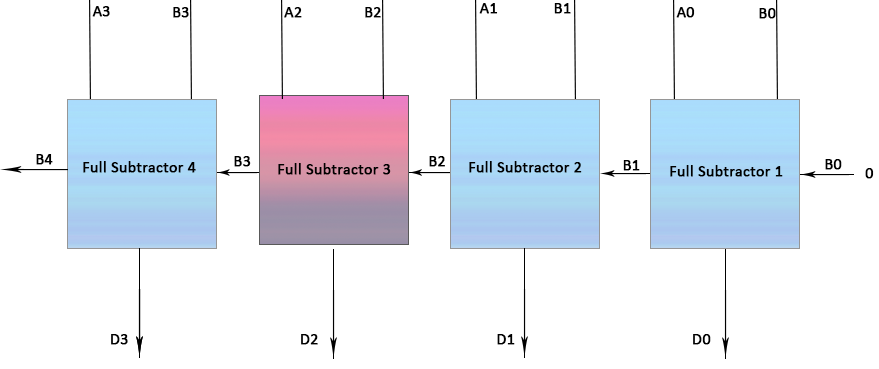 A3 B3 A2 B2 A1 B1 A0 B0
Full Subtractor 4 Full Subtractor 3 Full Subtractor 2 Full Subtractor 1
B4 B3 B2 B1 B0 0
D3 D2 D1 D0